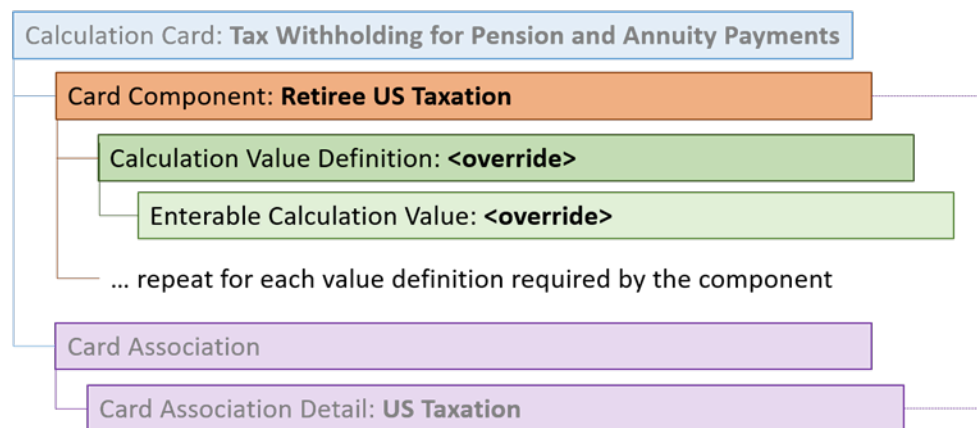 Calculation Card: Tax Withholding for Pension and Annuity Payments
Card Component: Retiree US Taxation
Calculation Value Definition: <override>
Enterable Calculation Value: <override>
... repeat for each value definition required by the component
Card Association
Card Association Detail: US Taxation